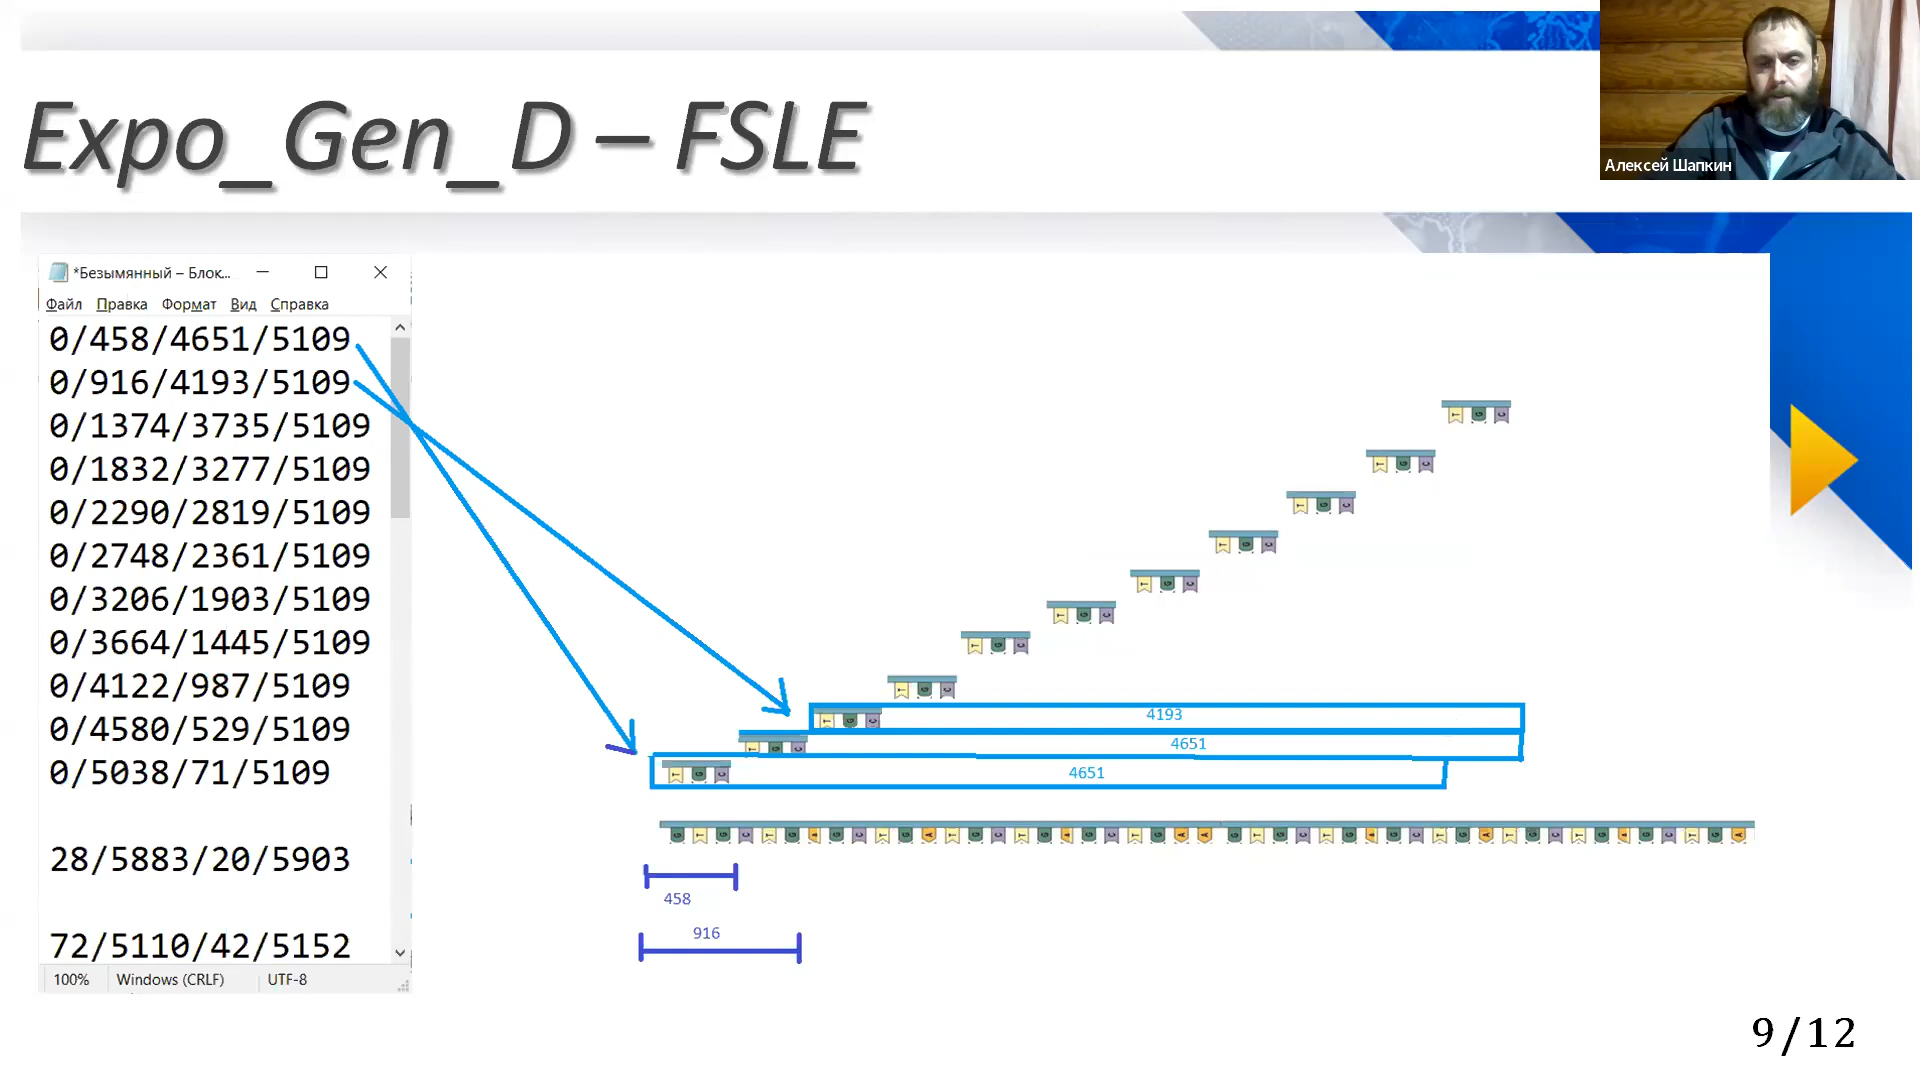 Expo_Gen_D – FSLE
Алексей Шапкин
*Безымянный – Блок...
Файл Правка Формат Вид Справка
0/458/4651/5109
0/916/4193/5109
0/1374/3735/5109
0/1832/3277/5109
0/2290/2819/5109
0/2748/2361/5109
0/3206/1903/5109
0/3664/1445/5109
0/4122/987/5109
0/4580/529/5109
0/5038/71/5109
28/5883/20/5903
72/5110/42/5152
100% Windows (CRLF) UTF-8
T G C
T G C
T G C
T G C
T G C
T G C
T G C
T G C
T G C
4193
T G C
4651
T G C
4651
G T G C T G A G C T G A T G C T G A G C T G A A G T G C T G A G C T G A T G C T G A G C T G A
458
916
9/12